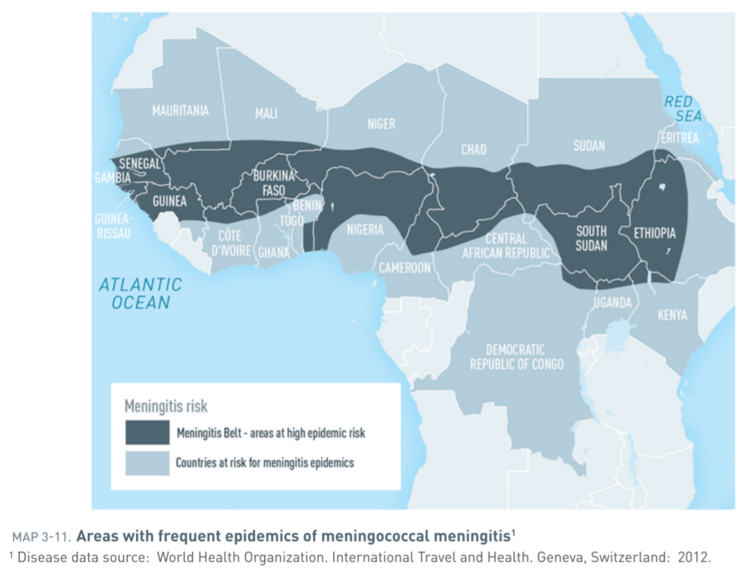 RED
SEA
MAURITANIA
MALI
NIGER
CHAD
SUDAN
ERITREA
SENEGAL
GAMBIA
BURKINA
FASO
GUINEA
BENIN
TOGO
GUINEA-
BISSAU
CÔTE
D'IVOIRE
GHANA
NIGERIA
CENTRAL
AFRICAN REPUBLIC
SOUTH
SUDAN
ETHIOPIA
CAMEROON
ATLANTIC
OCEAN
UGANDA
KENYA
DEMOCRATIC
REPUBLIC OF CONGO
Meningitis risk
Meningitis Belt - areas at high epidemic risk
Countries at risk for meningitis epidemics
MAP 3-11. Areas with frequent epidemics of meningococcal meningitis¹
¹ Disease data source: World Health Organization. International Travel and Health. Geneva, Switzerland: 2012.